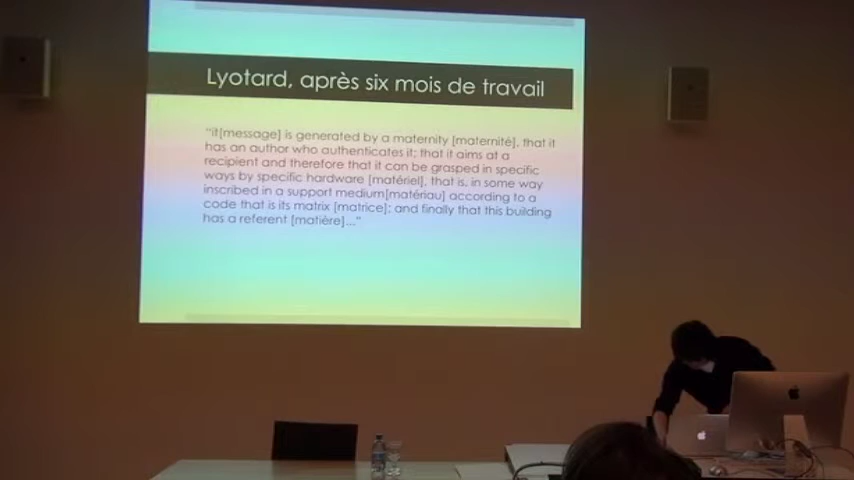 Lyotard, après six mois de travail
"it[message] is generated by a maternity [maternité], that it
has an author who authenticates it; that it aims at a
recipient and therefore that it can be grasped in specific
ways by specific hardware [matériel], that is, in some way
inscribed in a support medium[matériau] according to a
code that is its matrix [matrice]; and finally that this building
has a referent [matière]..."